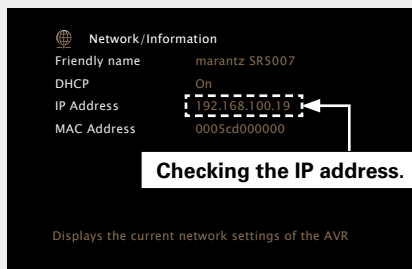 Network/Information
Friendly name marantz SR5007
DHCP On
IP Address 192.168.100.19
MAC Address 0005cd000000
Checking the IP address.
Displays the current network settings of the AVR